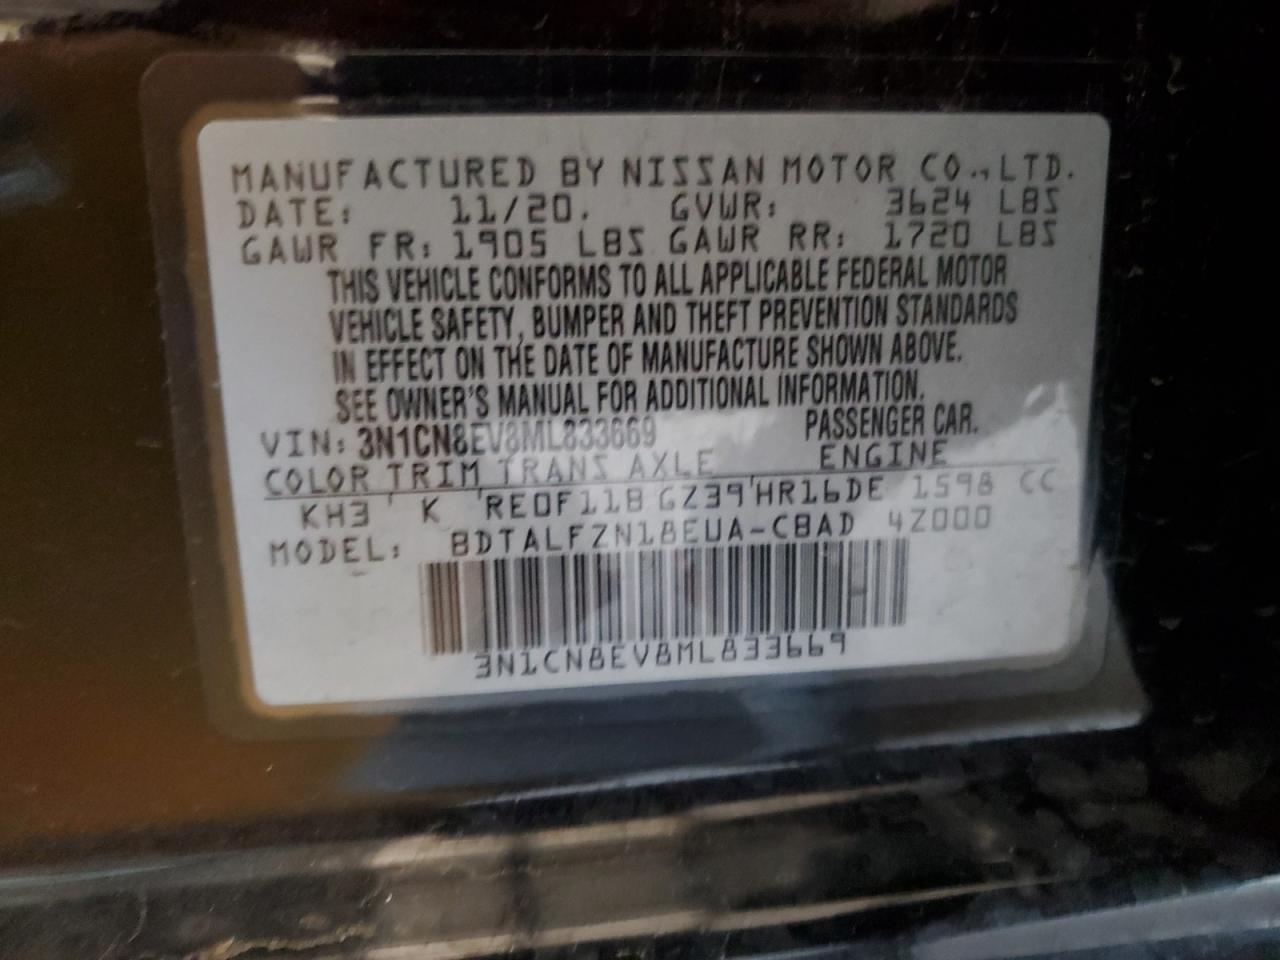 MANUFACTURED BY NISSAN MOTOR CO.,LTD.
DATE: 11/20. GVWR: 3624 LBS
GAWR FR: 1905 LBS GAWR RR: 1720 LBS
THIS VEHICLE CONFORMS TO ALL APPLICABLE FEDERAL MOTOR
VEHICLE SAFETY, BUMPER AND THEFT PREVENTION STANDARDS
IN EFFECT ON THE DATE OF MANUFACTURE SHOWN ABOVE.
SEE OWNER'S MANUAL FOR ADDITIONAL INFORMATION.
VIN: 3N1CN8EV8ML833669 PASSENGER CAR.
COLOR TRIM TRANS AXLE ENGINE
KH3 K RE0F11B GZ39 HR16DE 1598 CC
MODEL: BDTALFZN18EUA-CBAD 4Z000
3N1CN8EV8ML833669